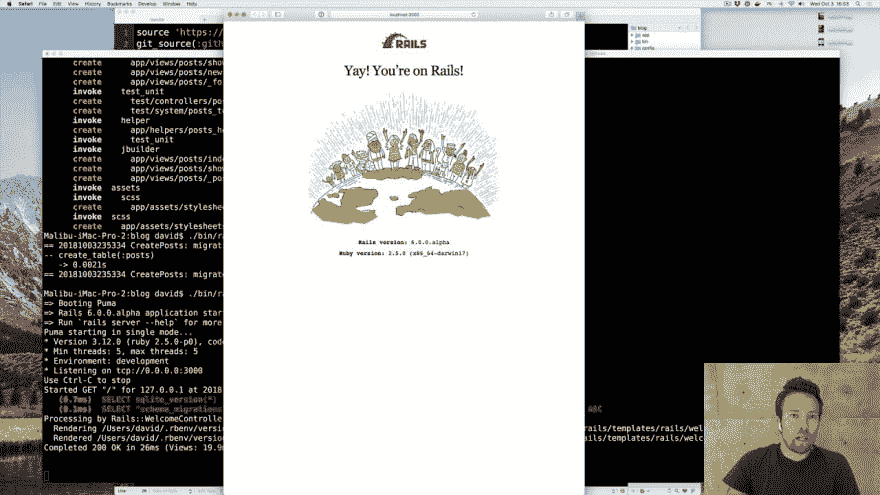 Safari File Edit View History Bookmarks Develop Window Help
Wed Oct 3 16:53
localhost:3000
source 'https://
git_source(:gith
blog
app
bin
config
create app/views/posts/sho
create app/views/posts/new
create app/views/posts/_fo
invoke test_unit
create test/controllers/po
create test/system/posts_t
invoke helper
create app/helpers/posts_h
invoke test_unit
invoke jbuilder
create app/views/posts/ind
create app/views/posts/sho
create app/views/posts/_po
invoke assets
invoke scss
create app/assets/styleshe
invoke scss
create app/assets/stylesheet
Malibu-iMac-Pro-2:blog david$ ./bin/ra
== 20181003235334 CreatePosts: migrati
-- create_table(:posts)
-> 0.0021s
== 20181003235334 CreatePosts: migrate
Malibu-iMac-Pro-2:blog david$ ./bin/ra
=> Booting Puma
=> Rails 6.0.0.alpha application star
=> Run `rails server --help` for more
Puma starting in single mode...
* Version 3.12.0 (ruby 2.5.0-p0), code
* Min threads: 5, max threads: 5
* Environment: development
* Listening on tcp://0.0.0.0:3000
Use Ctrl-C to stop
Started GET "/" for 127.0.0.1 at 2018
(0.7ms) SELECT sqlite_version(*)
(0.1ms) SELECT "schema_migrations
ASC
Processing by Rails::WelcomeControlle
Rendering /Users/david/.rbenv/version
rails/templates/rails/wel
Rendered /Users/david/.rbenv/versio
rails/templates/rails/welc
Completed 200 OK in 26ms (Views: 19.9m
RAILS
Yay! You're on Rails!
Rails version: 6.0.0.alpha
Ruby version: 2.5.0 (x86_64-darwin17)